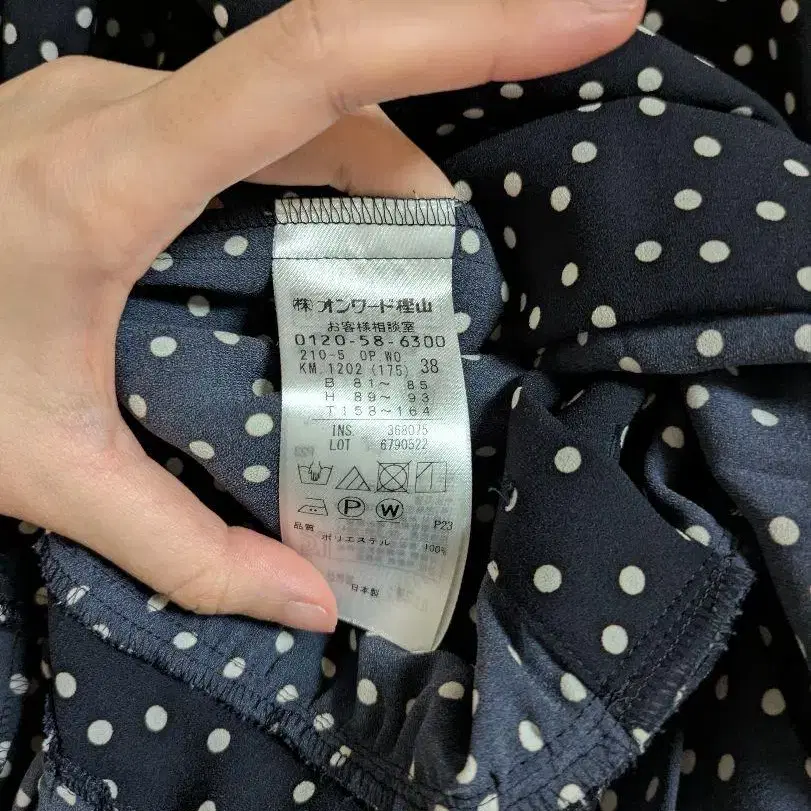 ㈱オンワード樫山
お客様相談室
0120-58-6300
210-5 OP.WO
KM.1202 (175) 38
B 81～ 85
H 89～ 93
T158～164
INS. 368075
LOT 6790522
P W
P23
品質
ポリエステル 100%
日本製